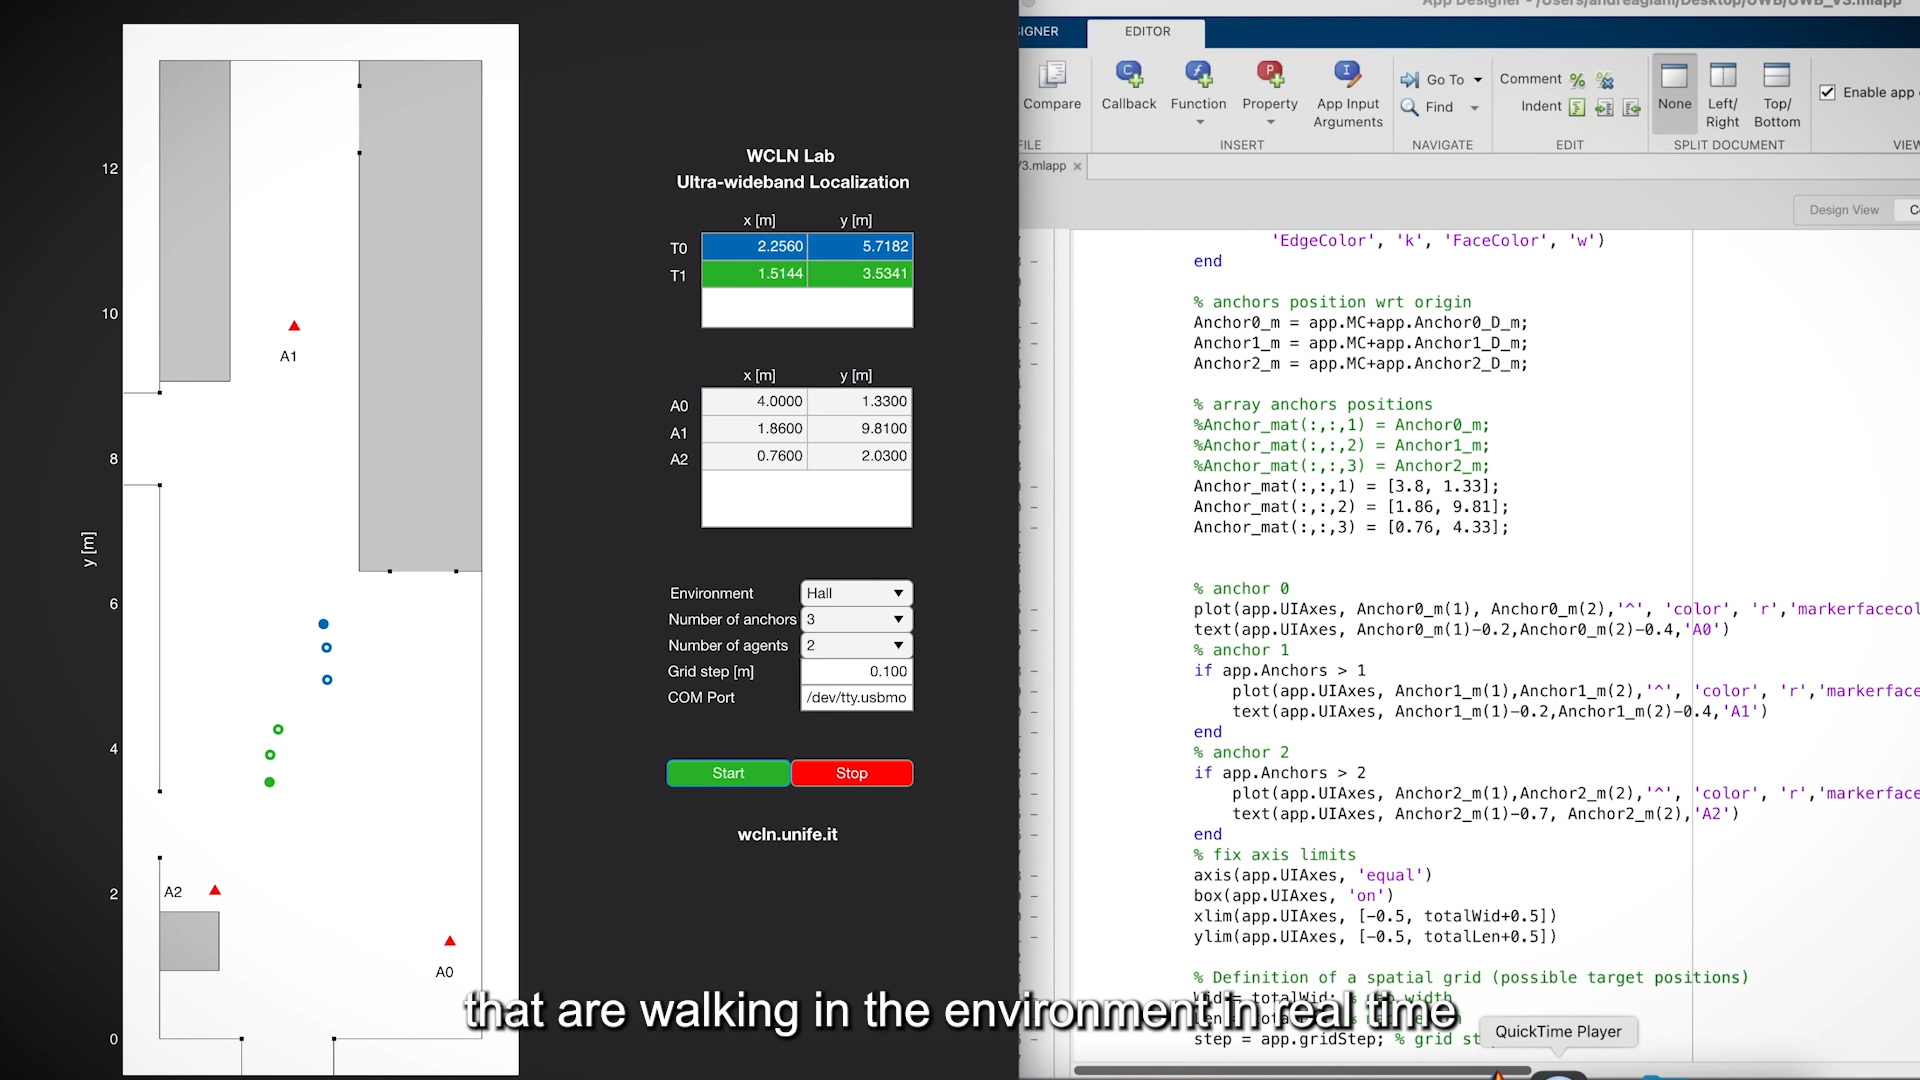 12
10
8
6
4
2
0
y [m]
A1
A2
A0
WCLN Lab
Ultra-wideband Localization
x [m] y [m]
T0 2.2560 5.7182
T1 1.5144 3.5341
x [m] y [m]
A0 4.0000 1.3300
A1 1.8600 9.8100
A2 0.7600 2.0300
Environment Hall
Number of anchors 3
Number of agents 2
Grid step [m] 0.100
COM Port /dev/tty.usbmo
Start Stop
wcln.unife.it
EDITOR
Compare Callback Function Property App Input Arguments
Go To
Find
Comment
Indent
None Left/ Right Top/ Bottom
Enable app
INSERT NAVIGATE EDIT SPLIT DOCUMENT
V3.mlapp
Design View
'EdgeColor', 'k', 'FaceColor', 'w')
end
% anchors position wrt origin
Anchor0_m = app.MC+app.Anchor0_D_m;
Anchor1_m = app.MC+app.Anchor1_D_m;
Anchor2_m = app.MC+app.Anchor2_D_m;
% array anchors positions
%Anchor_mat(:,:,1) = Anchor0_m;
%Anchor_mat(:,:,2) = Anchor1_m;
%Anchor_mat(:,:,3) = Anchor2_m;
Anchor_mat(:,:,1) = [3.8, 1.33];
Anchor_mat(:,:,2) = [1.86, 9.81];
Anchor_mat(:,:,3) = [0.76, 4.33];
% anchor 0
plot(app.UIAxes, Anchor0_m(1), Anchor0_m(2),'^', 'color', 'r','markerfacecol
text(app.UIAxes, Anchor0_m(1)-0.2,Anchor0_m(2)-0.4,'A0')
% anchor 1
if app.Anchors > 1
plot(app.UIAxes, Anchor1_m(1),Anchor1_m(2),'^', 'color', 'r','markerface
text(app.UIAxes, Anchor1_m(1)-0.2,Anchor1_m(2)-0.4,'A1')
end
% anchor 2
if app.Anchors > 2
plot(app.UIAxes, Anchor2_m(1),Anchor2_m(2),'^', 'color', 'r','markerface
text(app.UIAxes, Anchor2_m(1)-0.7, Anchor2_m(2),'A2')
end
% fix axis limits
axis(app.UIAxes, 'equal')
box(app.UIAxes, 'on')
xlim(app.UIAxes, [-0.5, totalWid+0.5])
ylim(app.UIAxes, [-0.5, totalLen+0.5])
% Definition of a spatial grid (possible target positions)
step = app.gridStep; % grid st
QuickTime Player
that are walking in the environment in real time